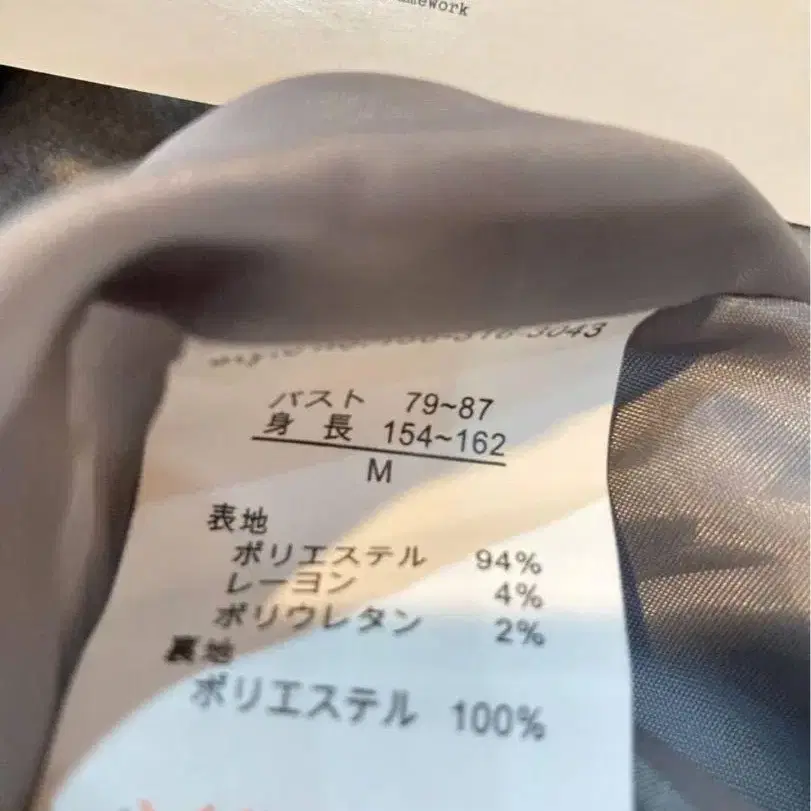 バスト 79~87
身長 154~162
M
表地
ポリエステル 94%
レーヨン 4%
ポリウレタン 2%
裏地
ポリエステル 100%